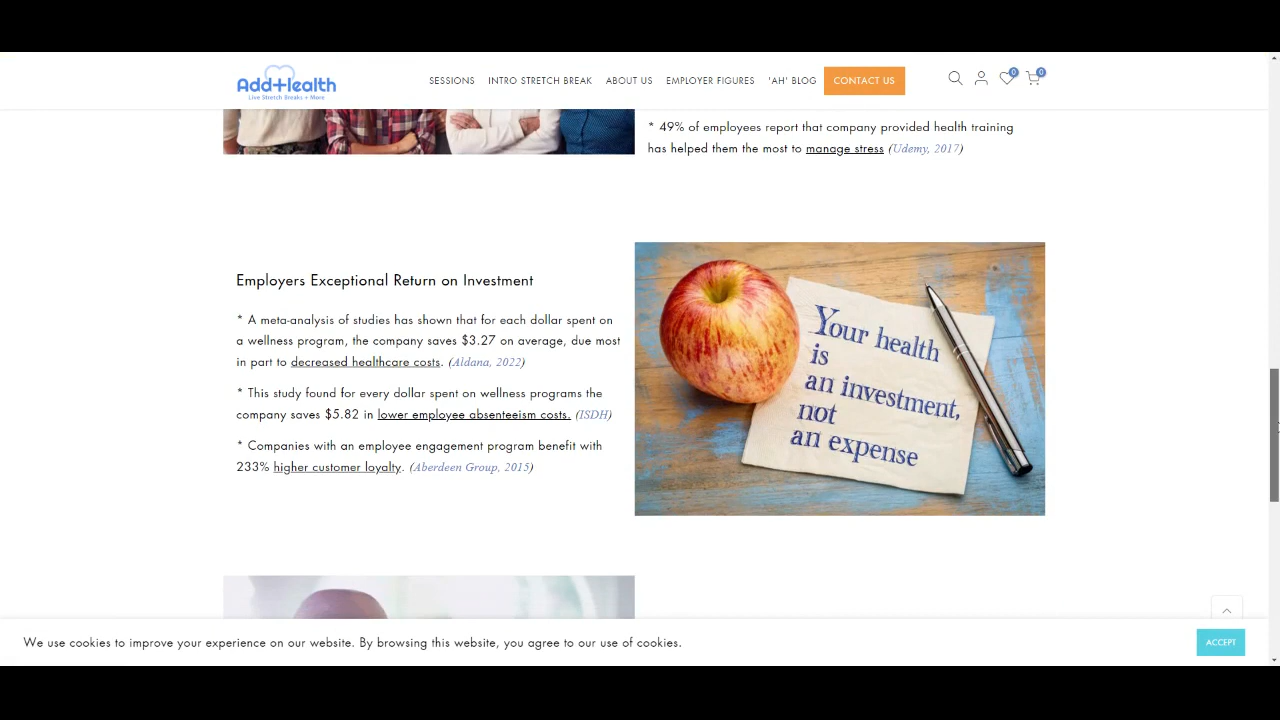 Add+Health
Live Stretch Breaks + More
SESSIONS
INTRO STRETCH BREAK
ABOUT US
EMPLOYER FIGURES
'AH' BLOG
CONTACT US
0
0
* 49% of employees report that company provided health training
has helped them the most to manage stress (Udemy, 2017)
Employers Exceptional Return on Investment
* A meta-analysis of studies has shown that for each dollar spent on
a wellness program, the company saves $3.27 on average, due most
in part to decreased healthcare costs. (Aldana, 2022)
* This study found for every dollar spent on wellness programs the
company saves $5.82 in lower employee absenteeism costs. (ISDH)
* Companies with an employee engagement program benefit with
233% higher customer loyalty. (Aberdeen Group, 2015)
Your health
is
an investment,
not
an expense
We use cookies to improve your experience on our website. By browsing this website, you agree to our use of cookies.
ACCEPT